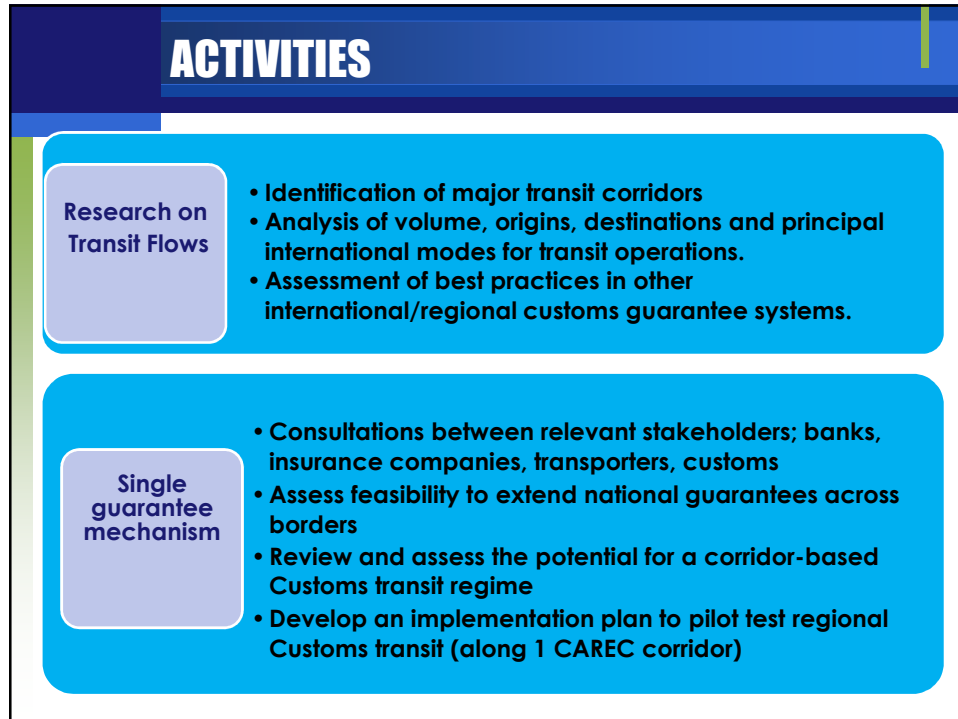 ACTIVITIES
Research on
Transit Flows
• Identification of major transit corridors
• Analysis of volume, origins, destinations and principal
international modes for transit operations.
• Assessment of best practices in other
international/regional customs guarantee systems.
Single
guarantee
mechanism
• Consultations between relevant stakeholders; banks,
insurance companies, transporters, customs
• Assess feasibility to extend national guarantees across
borders
• Review and assess the potential for a corridor-based
Customs transit regime
• Develop an implementation plan to pilot test regional
Customs transit (along 1 CAREC corridor)